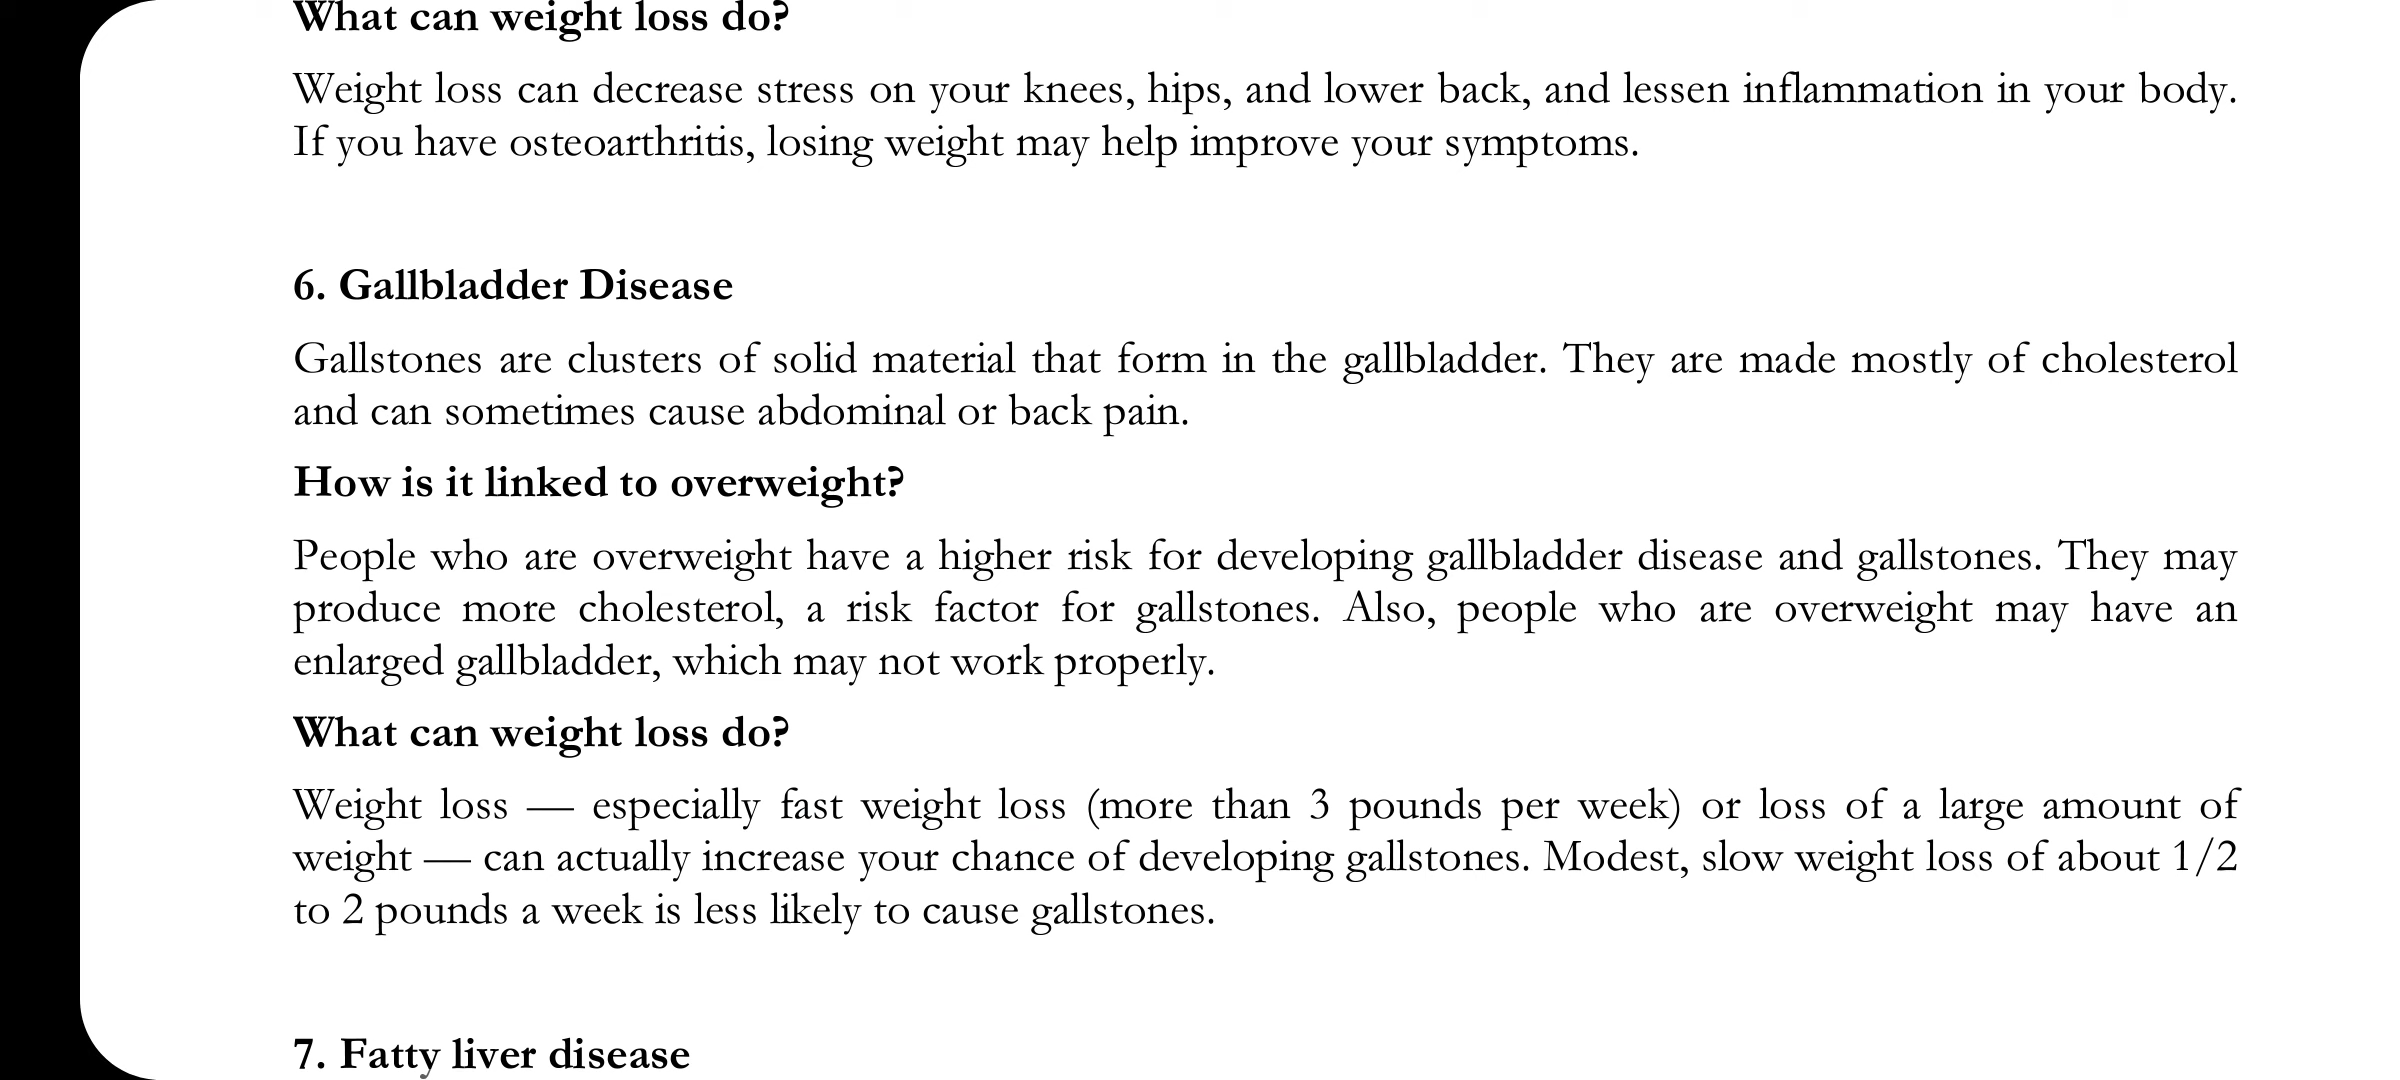 What can weight loss do?
Weight loss can decrease stress on your knees, hips, and lower back, and lessen inflammation in your body.
If you have osteoarthritis, losing weight may help improve your symptoms.
6. Gallbladder Disease
Gallstones are clusters of solid material that form in the gallbladder. They are made mostly of cholesterol
and can sometimes cause abdominal or back pain.
How is it linked to overweight?
People who are overweight have a higher risk for developing gallbladder disease and gallstones. They may
produce more cholesterol, a risk factor for gallstones. Also, people who are overweight may have an
enlarged gallbladder, which may not work properly.
What can weight loss do?
Weight loss — especially fast weight loss (more than 3 pounds per week) or loss of a large amount of
weight — can actually increase your chance of developing gallstones. Modest, slow weight loss of about 1/2
to 2 pounds a week is less likely to cause gallstones.
7. Fatty liver disease